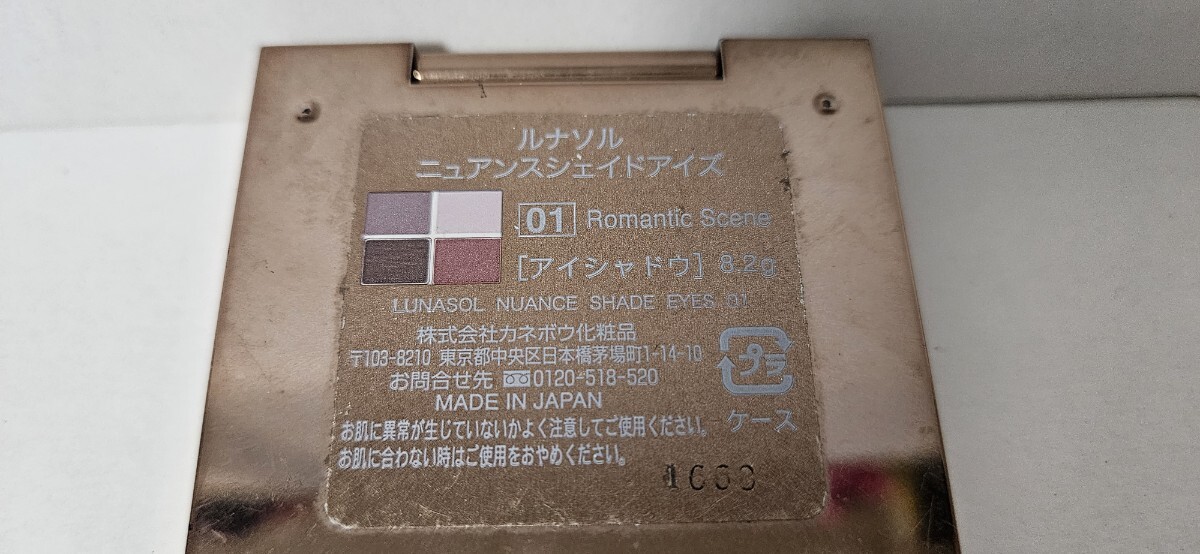 ルナソル
ニュアンスシェイドアイズ
01 Romantic Scene
[アイシャドウ] 8.2g
LUNASOL NUANCE SHADE EYES 01
株式会社カネボウ化粧品
〒103-8210 東京都中央区日本橋茅場町1-14-10
お問合せ先 0120-518-520
MADE IN JAPAN
プラ
ケース
お肌に異常が生じていないかよく注意してご使用ください。
お肌に合わない時はご使用をおやめください。